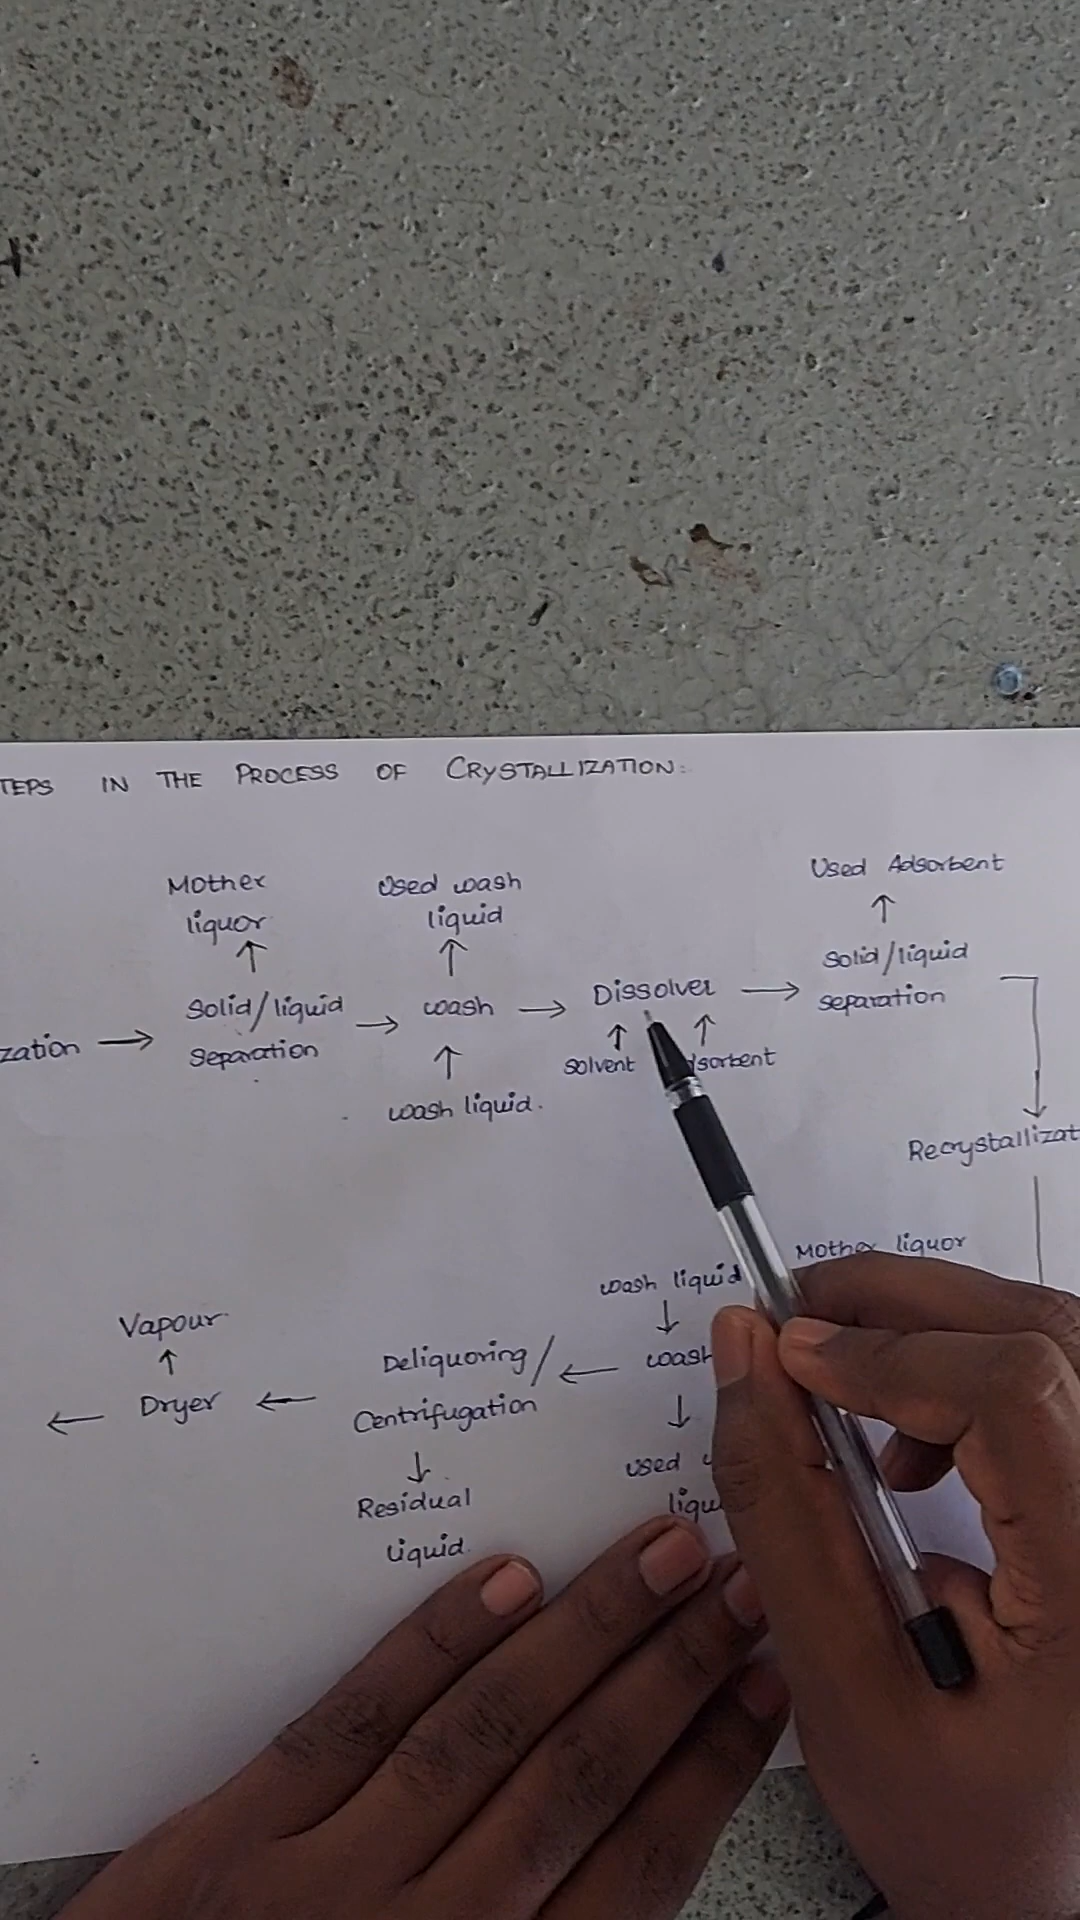 TEPS IN THE PROCESS OF CRYSTALLIZATION:
Mother
liquor
Used wash
liquid
Used Adsorbent
zation
Solid/liquid
Separation
wash
Dissolver
Solid/liquid
separation
wash liquid.
solvent
dsorbent
Recrystallizat
Mother liquor
wash liquid
wash
Deliquoring/
Centrifugation
Vapour
Dryer
used
liqu
Residual
liquid.